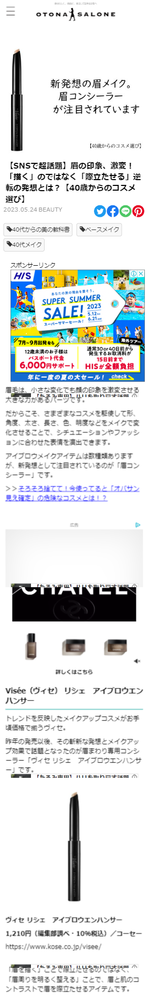 OTONA SALONE
新発想の眉メイク。
眉コンシーラー
が注目されています
【40歳からのコスメ選び】
【SNSで超話題】眉の印象、激変！
「描く」のではなく「際立たせる」逆
転の発想とは？【40歳からのコスメ
選び】
2023.05.24 BEAUTY
LINE
40代からの美の教科書
ベースメイク
40代メイク
スポンサーリンク
HIS
あなたの旅の理由を愛そう。
SUPER SUMMER
SALE! 2023
5.12 Fri
6.21 wed
スーパーサマーセール！
海外ツアー
7月〜9月出発なら
12歳未満のお子様は
パスポート代金
6,000円サポート
通常30or40日前から
発生するお取消料が
15日前まで
HISが全額負担
年に一度の夏の大セール！ check
眉毛は、小さな変化でも顔の印象を激変させる
大きな力があるパーツです。
だからこそ、さまざまなコスメを駆使して形、
角度、太さ、長さ、色、明度などをメイクで変
化させることで、シチュエーションやファッシ
ョンに合わせた表情を演出できます。
アイブロウメイクアイテムは数種類あります
が、新発想として注目されているのが「眉コン
シーラー」です。
>>そろそろ捨てて！今使ってると「オバサン
見え確定」の危険なコスメとは！？
広告
CHANEL
詳しくはこちら
Visée（ヴィセ） リシェ　アイブロウエン
ハンサー
トレンドを反映したメイクアップコスメがお手
頃価格で揃うヴィセ。
昨年の発売以後、その斬新な発想とメイクアッ
プ効果で話題となったのが眉まわり専用コンシ
ーラー「ヴィセ リシェ　アイブロウエンハンサ
ー」です。
ヴィセ リシェ　アイブロウエンハンサー
1,210円（編集部調べ・10%税込）／コーセー
https://www.kose.co.jp/visee/
「眉を描く」ことで際立たせるのではなく、
「眉周りを明るく整える」ことで、眉と肌のコ
ントラストで眉を際立たせるアイテムです。